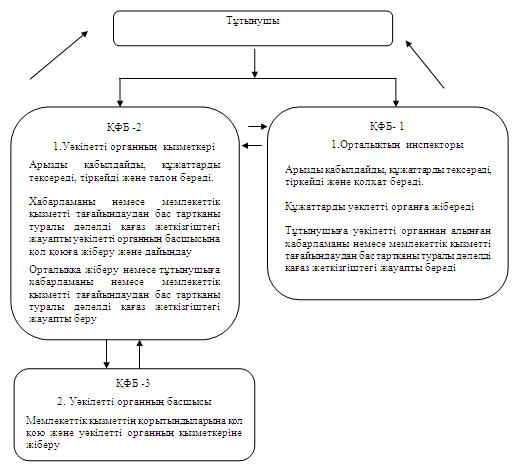 Тұтынушы
ҚФБ -2
1.Уәкілетті органның қызметкері
Арызды қабылдайды, құжаттарды
тексереді, тіркейді және талон береді.
Хабарламаны немесе мемлекеттік
қызметті тағайындаудан бас тартқаны
туралы дәлелді қағаз жеткізгіштегі
жауапты уәкілетті органның басшысына
қол қоюға жіберу және дайындау
Орталыққа жіберу немесе тұтынушыға
хабарламаны немесе мемлекеттік
қызметті тағайындаудан бас тартқаны
туралы дәлелді қағаз жеткізгіштегі
жауапты беру
ҚФБ- 1
1.Орталықтың инспекторы
Арызды қабылдайды, құжаттарды тексереді,
тіркейді және қолхат береді.
Құжаттарды уәклетті органға жібереді
Тұтынушыға уәкілетті органнан алынған
хабарламаны немесе мемлекеттік қызметті
тағайындаудан бас тартқаны туралы дәлелді
қағаз жеткізгіштегі жауапты береді
ҚФБ -3
2. Уәкілетті органның басшысы
Мемлекеттік қызметтің қорытындыларына қол
қою және уәкілетті органның қызметкеріне
жіберу